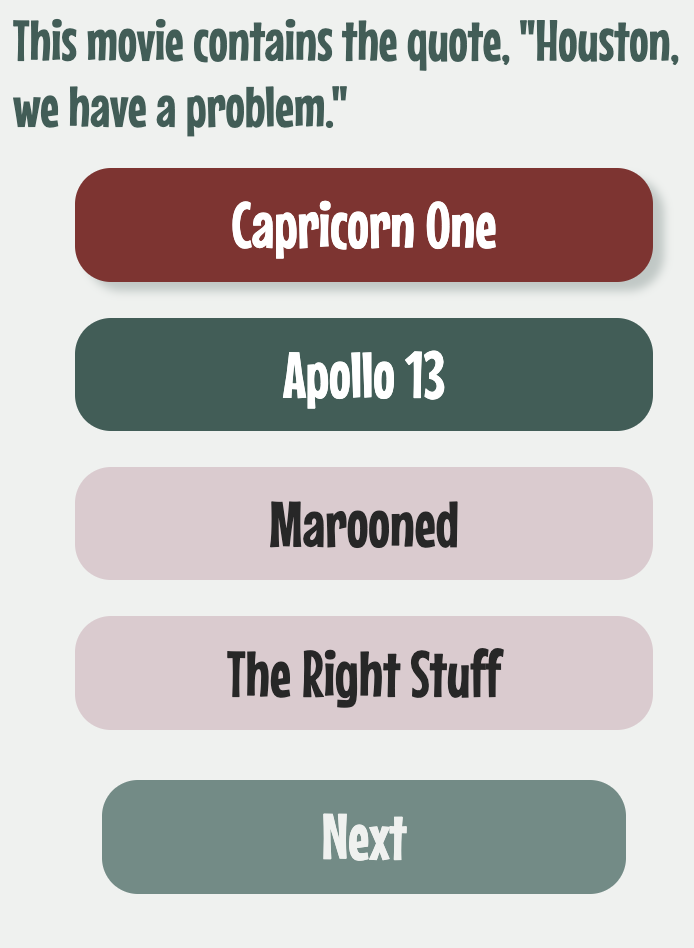 This movie contains the quote, "Houston,
we have a problem."
Capricorn One
Apollo 13
Marooned
The Right Stuff
Next